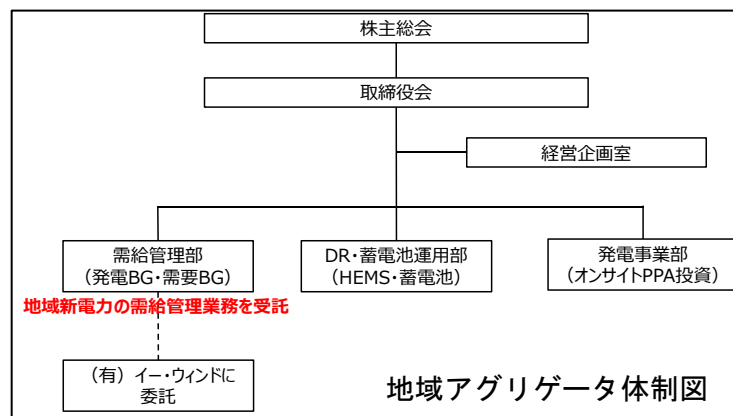 株主総会
取締役会
経営企画室
需給管理部
(発電BG・需要BG)
DR・蓄電池運用部
(HEMS・蓄電池)
発電事業部
(オンサイトPPA投資)
地域新電力の需給管理業務を受託
（有）イー・ウィンドに
委託
地域アグリゲータ体制図